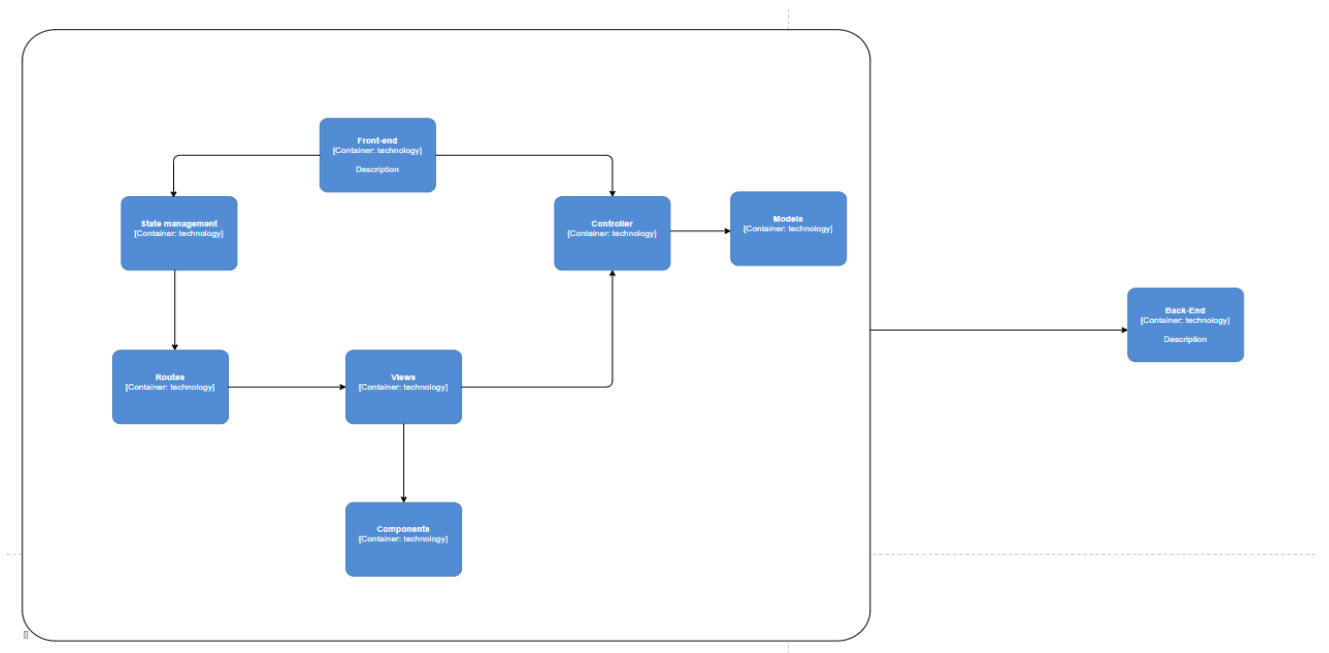 Front-end
[Container: technology]
Description
State management
[Container: technology]
Controller
[Container: technology]
Models
[Container: technology]
Back-End
[Container: technology]
Description
Routes
[Container: technology]
Views
[Container: technology]
Components
[Container: technology]
[]